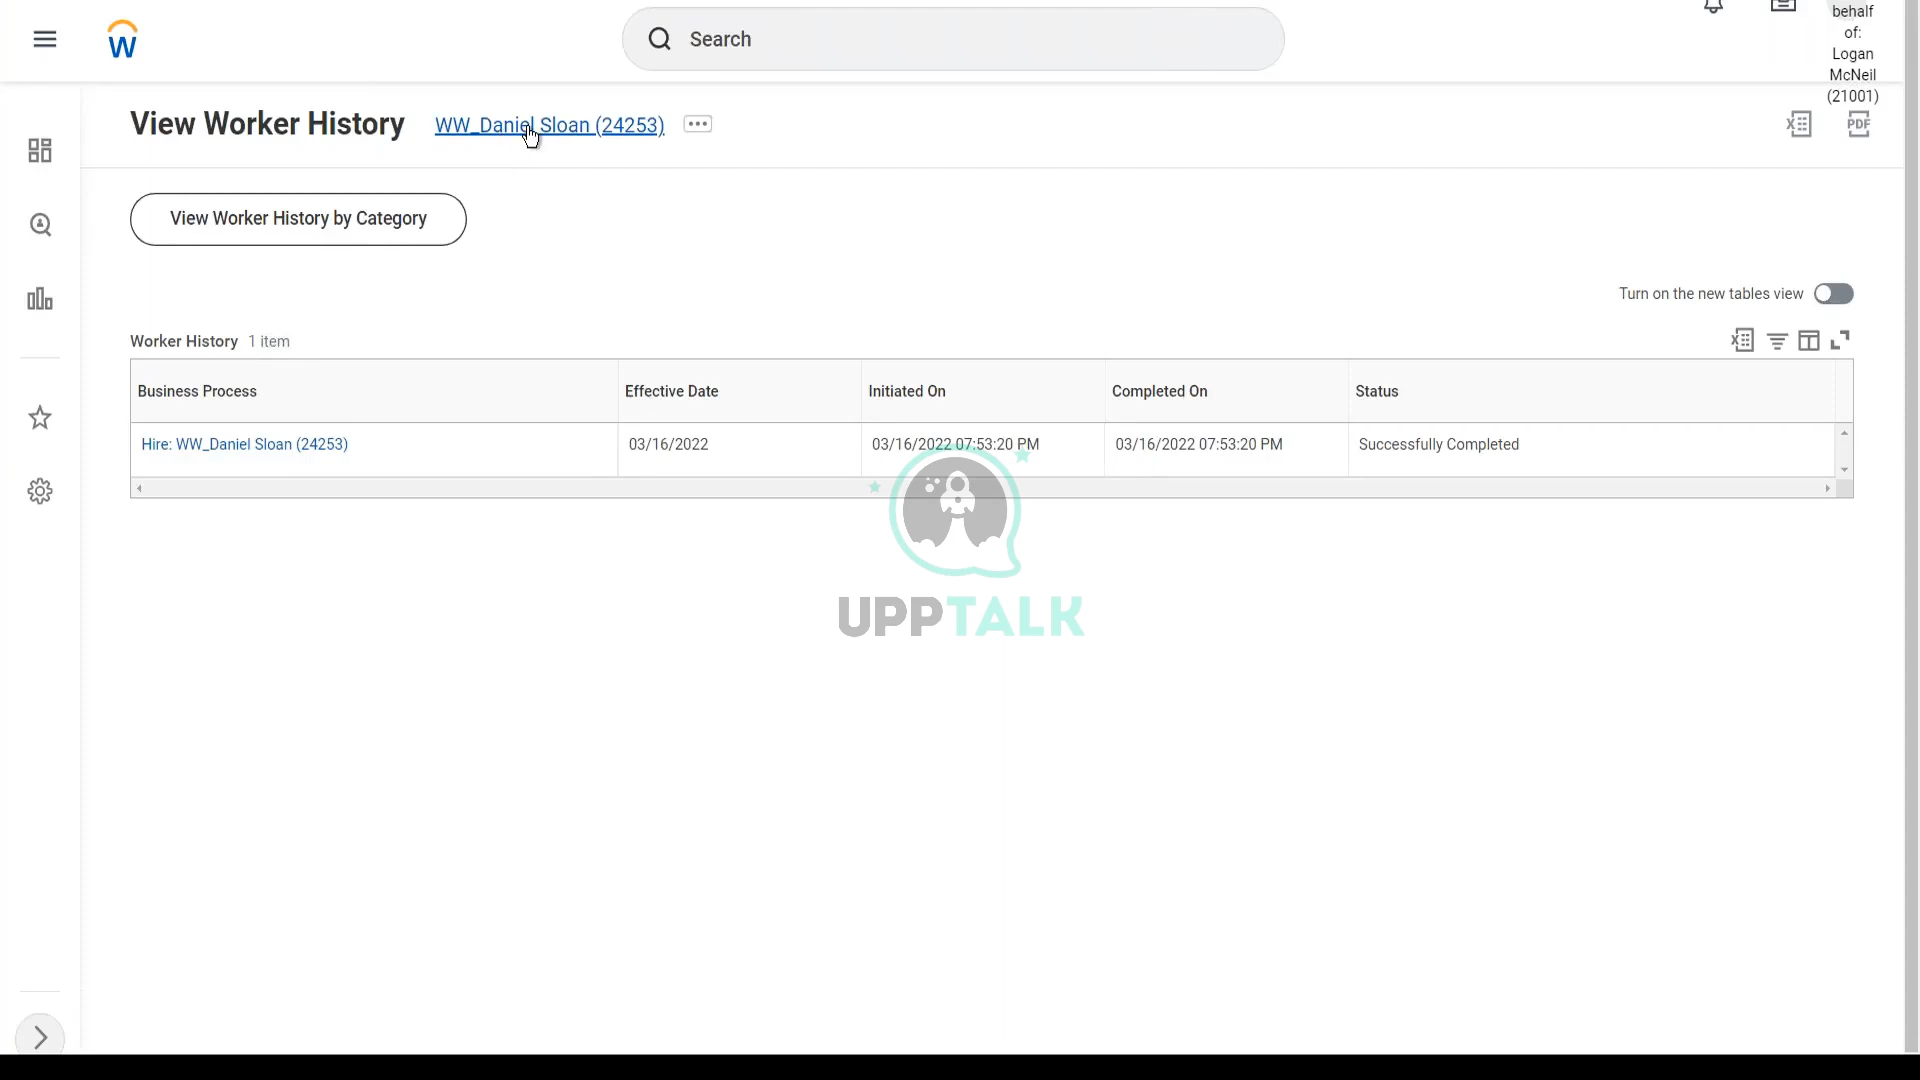 W
Search
behalf
of:
Logan
McNeil
(21001)
View Worker History WW_Daniel Sloan (24253)
PDF
View Worker History by Category
Turn on the new tables view
Worker History 1 item
Business Process Effective Date Initiated On Completed On Status
Hire: WW_Daniel Sloan (24253) 03/16/2022 03/16/2022 07:53:20 PM 03/16/2022 07:53:20 PM Successfully Completed
UPPTALK